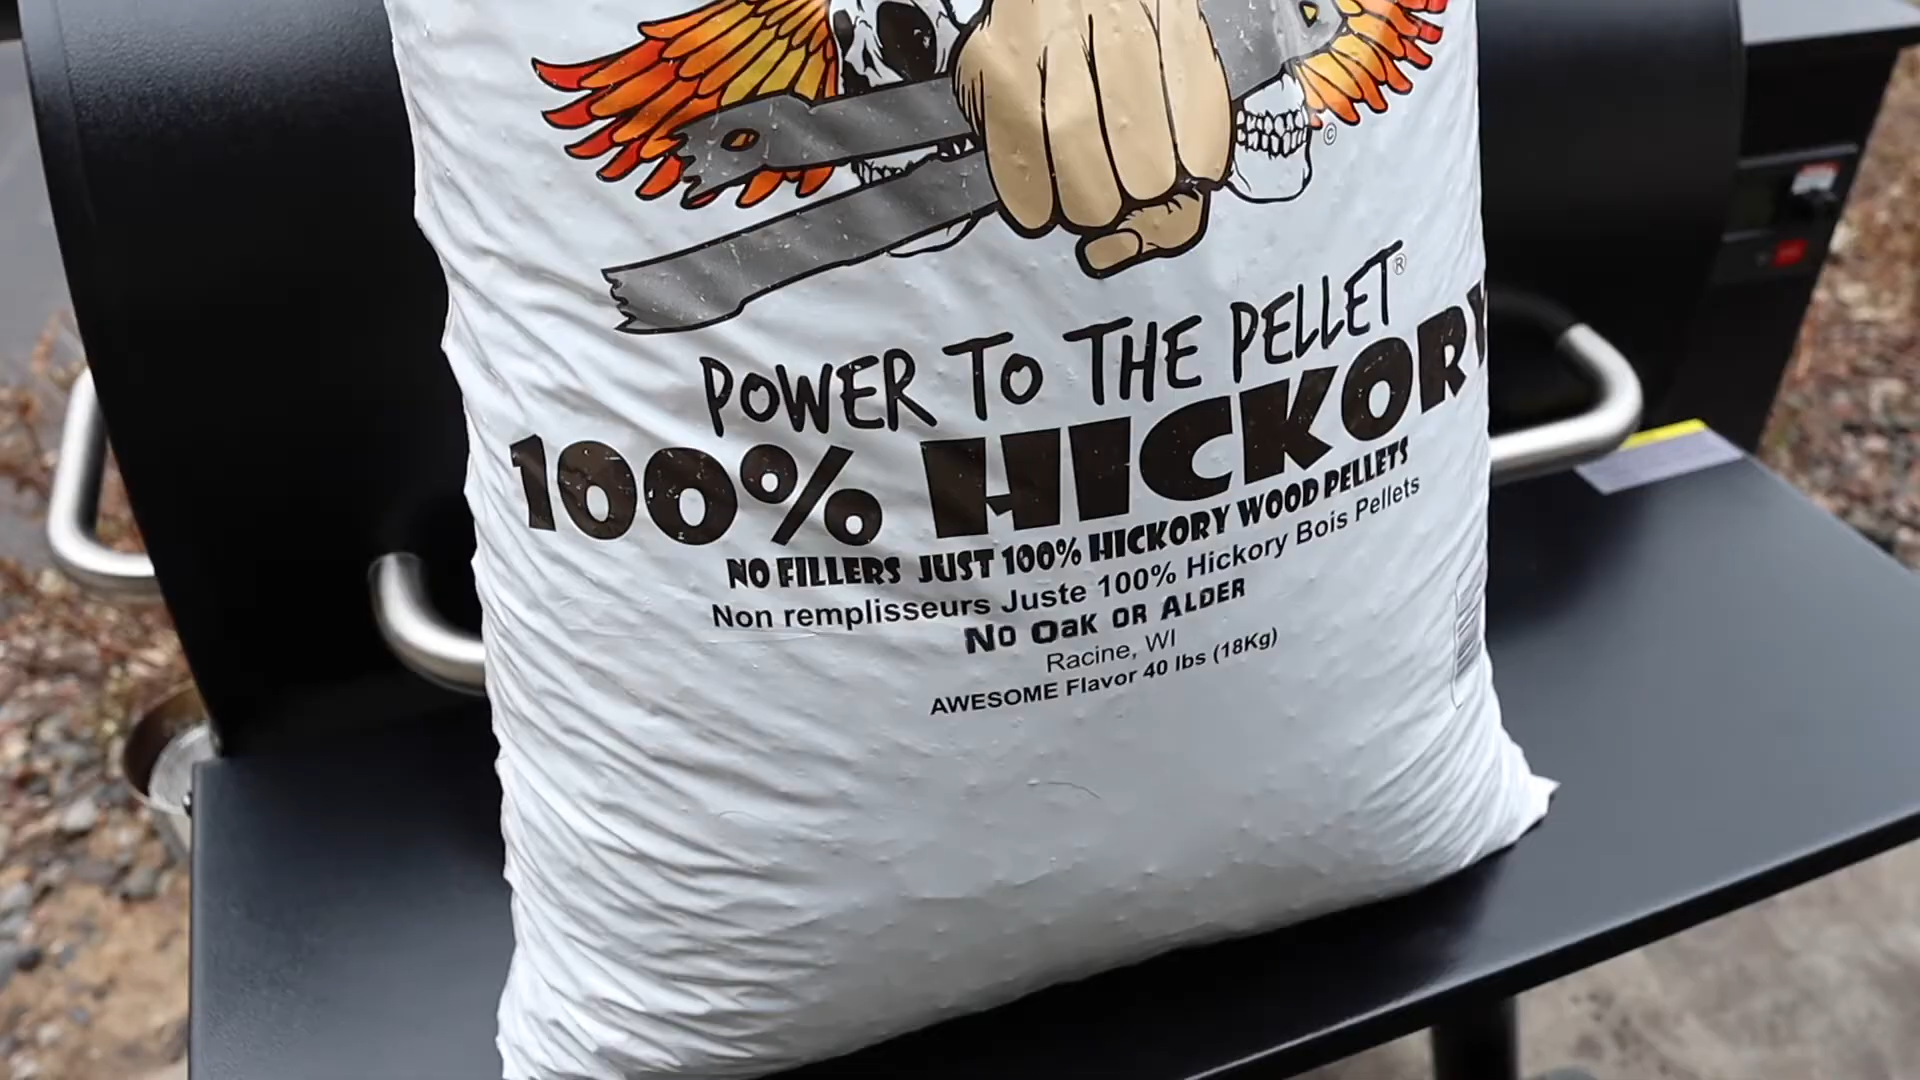 ©
POWER TO THE PELLET®
100% HICKORY
NO FILLERS JUST 100% HICKORY WOOD PELLETS
Non remplisseurs Juste 100% Hickory Bois Pellets
No Oak or Alder
Racine, WI
AWESOME Flavor 40 lbs (18Kg)